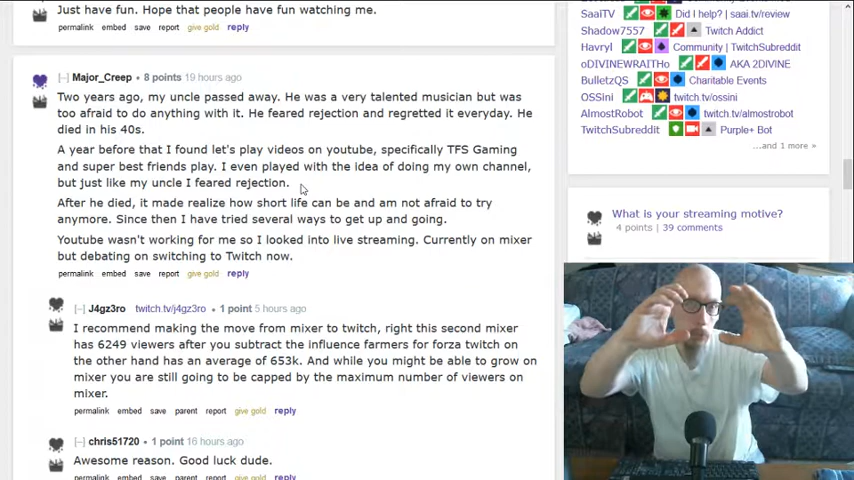 Just have fun. Hope that people have fun watching me.
permalink embed save report give gold reply
[–] Major_Creep • 8 points 19 hours ago
Two years ago, my uncle passed away. He was a very talented musician but was
too afraid to do anything with it. He feared rejection and regretted it everyday. He
died in his 40s.
A year before that I found let's play videos on youtube, specifically TFS Gaming
and super best friends play. I even played with the idea of doing my own channel,
but just like my uncle I feared rejection.
After he died, it made realize how short life can be and am not afraid to try
anymore. Since then I have tried several ways to get up and going.
Youtube wasn't working for me so I looked into live streaming. Currently on mixer
but debating on switching to Twitch now.
permalink embed save report give gold reply
[–] J4gz3ro twitch.tv/j4gz3ro • 1 point 5 hours ago
I recommend making the move from mixer to twitch, right this second mixer
has 6249 viewers after you subtract the influence farmers for forza twitch on
the other hand has an average of 653k. And while you might be able to grow on
mixer you are still going to be capped by the maximum number of viewers on
mixer.
permalink embed save parent report give gold reply
[–] chris51720 • 1 point 16 hours ago
Awesome reason. Good luck dude.
permalink embed save parent report give gold reply
SaaiTV Did I help? | saai.tv/review
Shadow7557 Twitch Addict
Havryl Community | TwitchSubreddit
oDIVINEWRAITHo AKA 2DIVINE
BulletzQS Charitable Events
OSSini twitch.tv/ossini
AlmostRobot twitch.tv/almostrobot
TwitchSubreddit Purple+ Bot
...and 1 more »
What is your streaming motive?
4 points | 39 comments